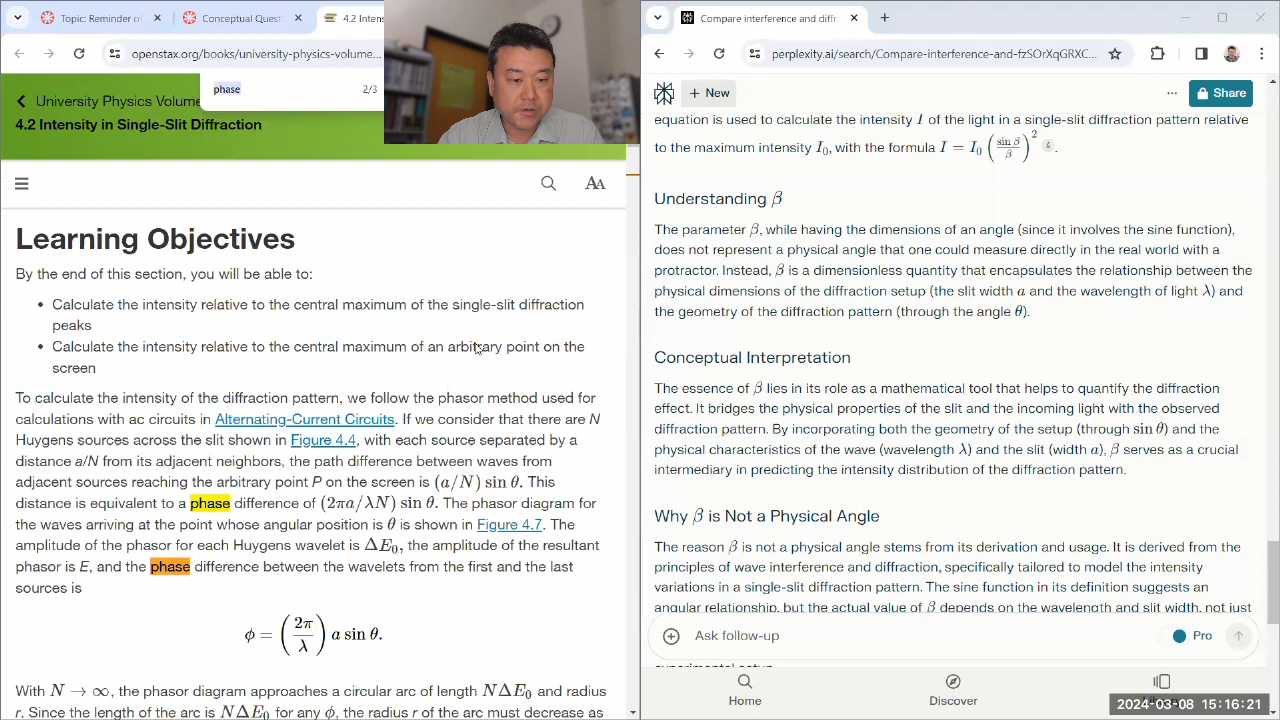 Topic: Reminder of
Conceptual Quest
4.2 Intensity
openstax.org/books/university-physics-volume...
phase
2/3
University Physics Volume
4.2 Intensity in Single-Slit Diffraction
AA
Learning Objectives
By the end of this section, you will be able to:
• Calculate the intensity relative to the central maximum of the single-slit diffraction
peaks
• Calculate the intensity relative to the central maximum of an arbitrary point on the
screen
To calculate the intensity of the diffraction pattern, we follow the phasor method used for
calculations with ac circuits in Alternating-Current Circuits. If we consider that there are N
Huygens sources across the slit shown in Figure 4.4, with each source separated by a
distance a/N from its adjacent neighbors, the path difference between waves from
adjacent sources reaching the arbitrary point P on the screen is (a/N) sin θ. This
distance is equivalent to a phase difference of (2πa/λN) sin θ. The phasor diagram for
the waves arriving at the point whose angular position is θ is shown in Figure 4.7. The
amplitude of the phasor for each Huygens wavelet is ΔE₀, the amplitude of the resultant
phasor is E, and the phase difference between the wavelets from the first and the last
sources is
ϕ = (2π/λ) a sin θ.
With N → ∞, the phasor diagram approaches a circular arc of length NΔE₀ and radius
r. Since the length of the arc is NΔE₀ for any ϕ, the radius r of the arc must decrease as
Compare interference and diffr
perplexity.ai/search/Compare-interference-and-fzSOrXqGRXC...
+ New
...
Share
equation is used to calculate the intensity I of the light in a single-slit diffraction pattern relative
to the maximum intensity I₀, with the formula I = I₀ (sin β/β)² 4 .
Understanding β
The parameter β, while having the dimensions of an angle (since it involves the sine function),
does not represent a physical angle that one could measure directly in the real world with a
protractor. Instead, β is a dimensionless quantity that encapsulates the relationship between the
physical dimensions of the diffraction setup (the slit width a and the wavelength of light λ) and
the geometry of the diffraction pattern (through the angle θ).
Conceptual Interpretation
The essence of β lies in its role as a mathematical tool that helps to quantify the diffraction
effect. It bridges the physical properties of the slit and the incoming light with the observed
diffraction pattern. By incorporating both the geometry of the setup (through sin θ) and the
physical characteristics of the wave (wavelength λ) and the slit (width a), β serves as a crucial
intermediary in predicting the intensity distribution of the diffraction pattern.
Why β is Not a Physical Angle
The reason β is not a physical angle stems from its derivation and usage. It is derived from the
principles of wave interference and diffraction, specifically tailored to model the intensity
variations in a single-slit diffraction pattern. The sine function in its definition suggests an
angular relationship, but the actual value of β depends on the wavelength and slit width, not just
Ask follow-up
Pro
experimental setup
Home
Discover
2024-03-08 15:16:21